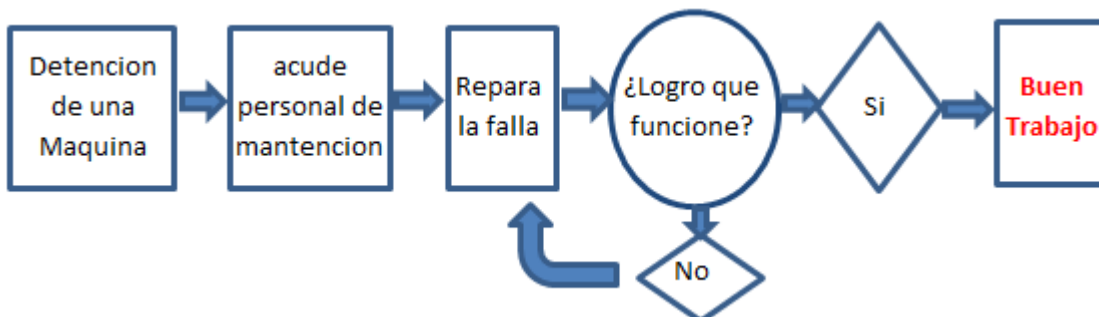 Detencion
de una
Maquina
acude
personal de
mantencion
Repara
la falla
¿Logro que
funcione?
Si
Buen
Trabajo
No